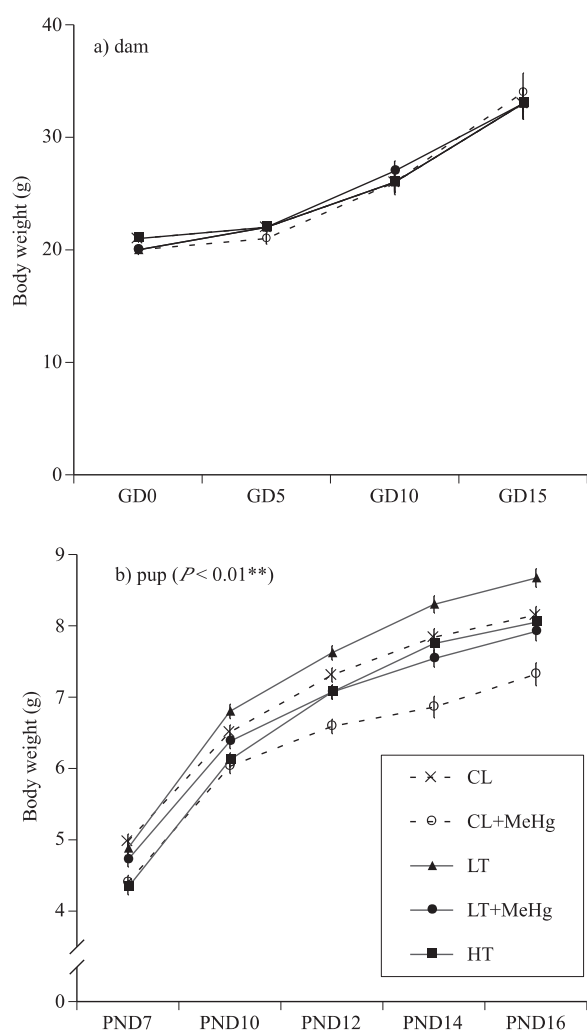 a) dam
Body weight (g)
40
30
20
10
0
GD0 GD5 GD10 GD15
b) pup (P < 0.01**)
Body weight (g)
9
8
7
6
5
4
0
CL
CL+MeHg
LT
LT+MeHg
HT
PND7 PND10 PND12 PND14 PND16